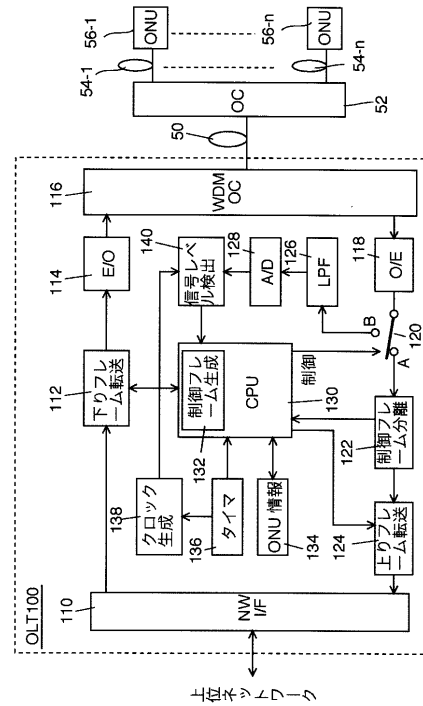 OLT100
上位ネットワーク
110
NW
I/F
112
下りフレ
ーム転送
114
E/O
116
WDM
OC
138
クロック
生成
136
タイマ
134
ONU 情報
132
制御フレーム生成
CPU
130
制御
140
信号レベ
ル検出
128
A/D
126
LPF
118
O/E
120
A
B
122
制御フレ
ーム分離
124
上りフレ
ーム転送
50
OC
52
54-1
54-n
56-1
ONU
56-n
ONU